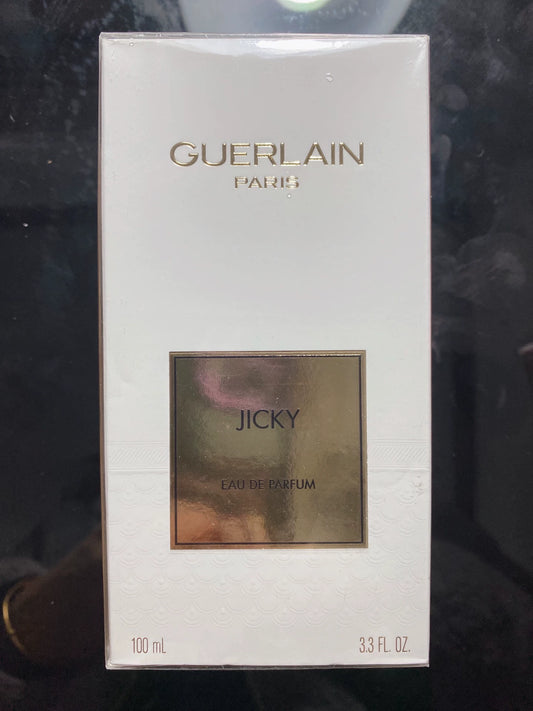 GUERLAIN
PARIS
JICKY
EAU DE PARFUM
100 mL
3.3 FL. OZ.